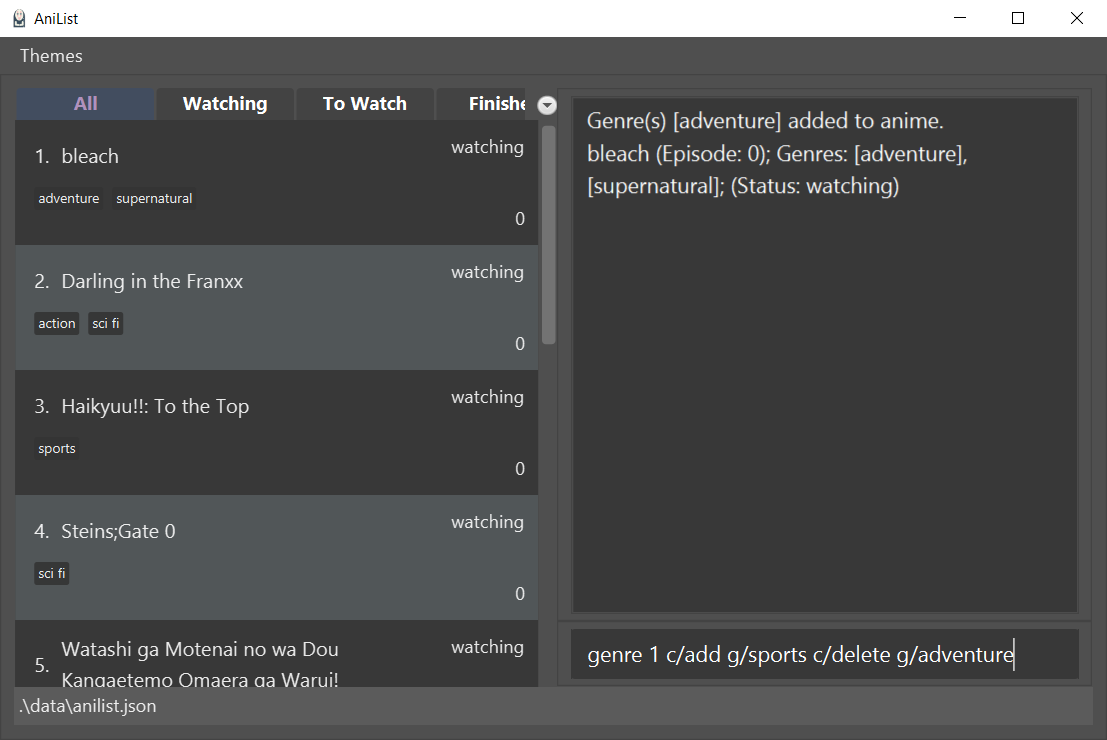 AniList
Themes
All
Watching
To Watch
Finishe
1. bleach
watching
adventure supernatural
0
2. Darling in the Franxx
watching
action sci fi
0
3. Haikyuu!!: To the Top
watching
sports
0
4. Steins;Gate 0
watching
sci fi
0
5. Watashi ga Motenai no wa Dou
Kangaetemo Omaera ga Warui!
watching
Genre(s) [adventure] added to anime.
bleach (Episode: 0); Genres: [adventure],
[supernatural]; (Status: watching)
genre 1 c/add g/sports c/delete g/adventure
.\data\anilist.json